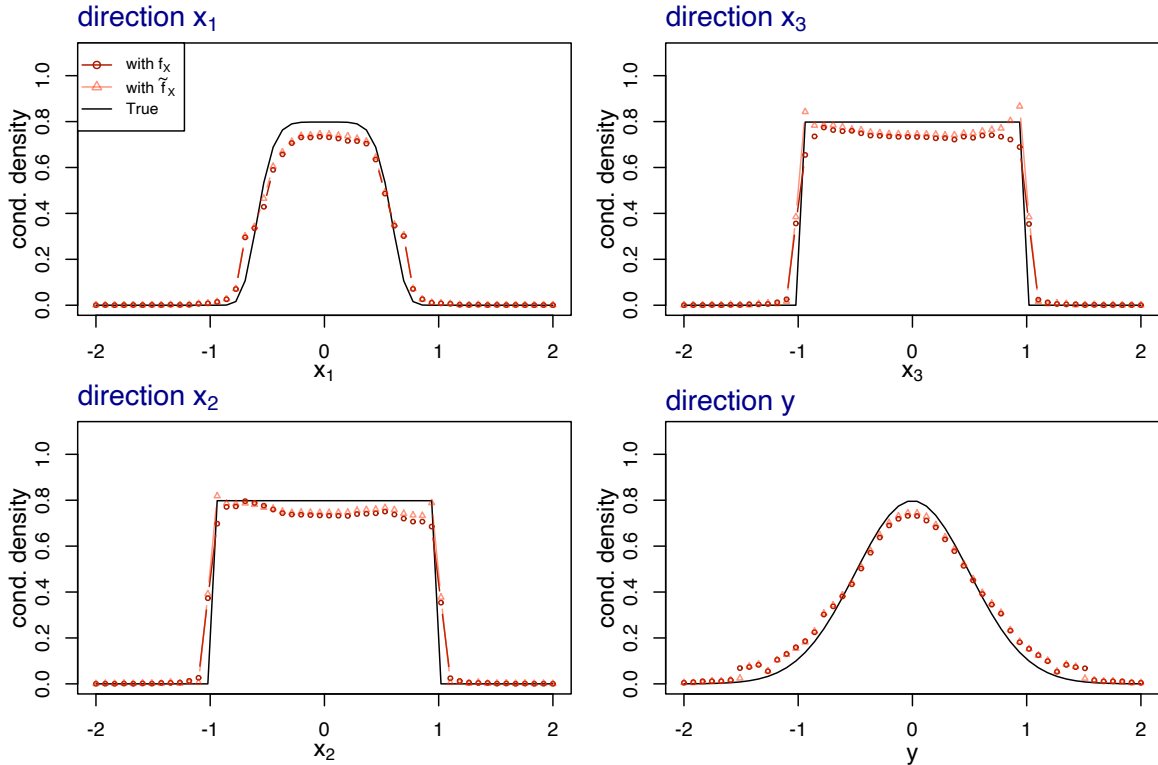 direction x₁
with fₓ
with f̃ₓ
True
cond. density
0.0 0.2 0.4 0.6 0.8 1.0
-2 -1 0 1 2
x₁
direction x₃
cond. density
0.0 0.2 0.4 0.6 0.8 1.0
-2 -1 0 1 2
x₃
direction x₂
cond. density
0.0 0.2 0.4 0.6 0.8 1.0
-2 -1 0 1 2
x₂
direction y
cond. density
0.0 0.2 0.4 0.6 0.8 1.0
-2 -1 0 1 2
y